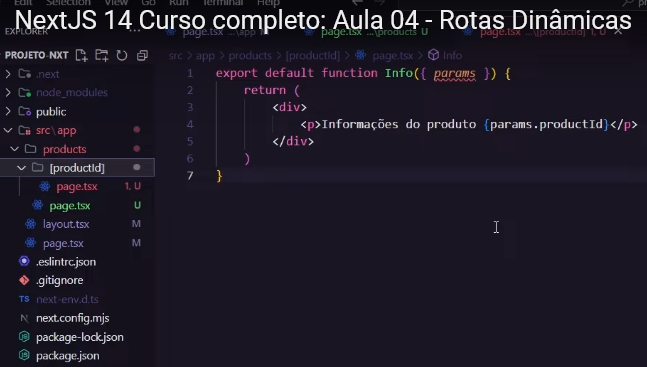 NextJS 14 Curso completo: Aula 04 - Rotas Dinâmicas
Edit Selection View Go Run Terminal Help
EXPLORER
page.tsx ...\app M
page.tsx ...\products U
page.tsx ...\[productId] 1, U
PROJETO-NXT
src > app > products > [productId] > page.tsx > Info
.next
node_modules
public
src\app
products
[productId]
page.tsx 1, U
page.tsx U
layout.tsx M
page.tsx M
.eslintrc.json
.gitignore
TS next-env.d.ts
N next.config.mjs
package-lock.json
package.json
1 export default function Info({ params }) {
2 return (
3 <div>
4 <p>Informações do produto {params.productId}</p>
5 </div>
6 )
7 }